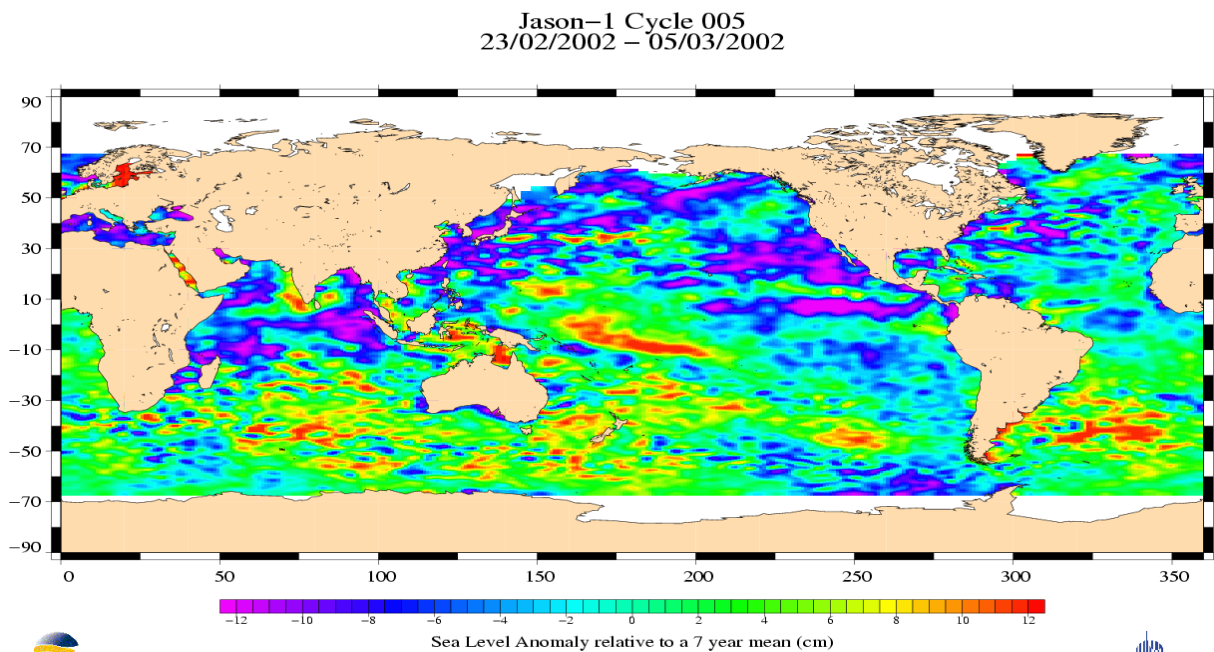 Jason−1 Cycle 005
23/02/2002 − 05/03/2002
90
70
50
30
10
−10
−30
−50
−70
−90
0 50 100 150 200 250 300 350
−12 −10 −8 −6 −4 −2 0 2 4 6 8 10 12
Sea Level Anomaly relative to a 7 year mean (cm)